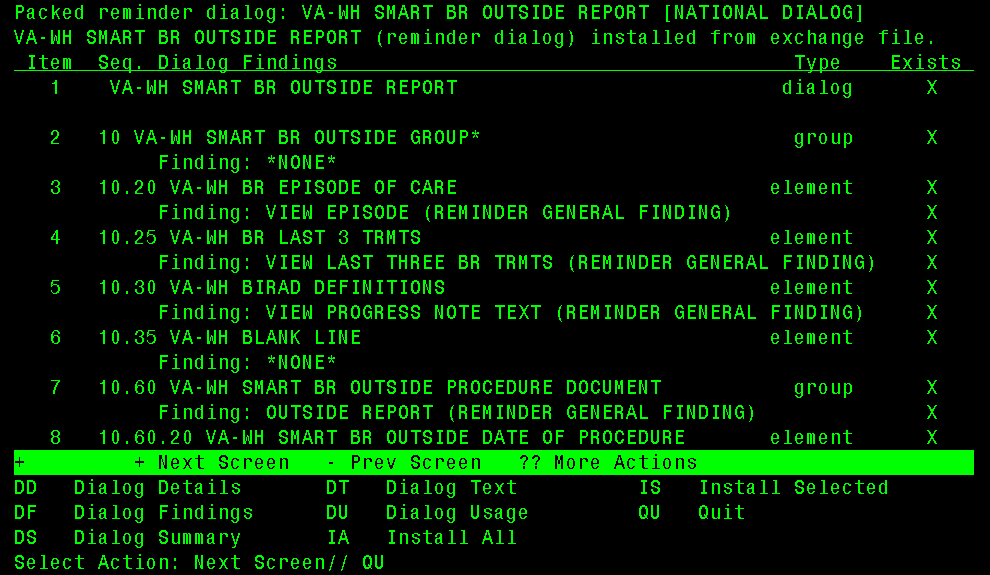 Packed reminder dialog: VA-WH SMART BR OUTSIDE REPORT [NATIONAL DIALOG]
VA-WH SMART BR OUTSIDE REPORT (reminder dialog) installed from exchange file.
Item  Seq. Dialog Findings  Type  Exists
1  VA-WH SMART BR OUTSIDE REPORT  dialog  X
2  10 VA-WH SMART BR OUTSIDE GROUP*  group  X
Finding: *NONE*
3  10.20 VA-WH BR EPISODE OF CARE  element  X
Finding: VIEW EPISODE (REMINDER GENERAL FINDING)  X
4  10.25 VA-WH BR LAST 3 TRMTS  element  X
Finding: VIEW LAST THREE BR TRMTS (REMINDER GENERAL FINDING)  X
5  10.30 VA-WH BIRAD DEFINITIONS  element  X
Finding: VIEW PROGRESS NOTE TEXT (REMINDER GENERAL FINDING)  X
6  10.35 VA-WH BLANK LINE  element  X
Finding: *NONE*
7  10.60 VA-WH SMART BR OUTSIDE PROCEDURE DOCUMENT  group  X
Finding: OUTSIDE REPORT (REMINDER GENERAL FINDING)  X
8  10.60.20 VA-WH SMART BR OUTSIDE DATE OF PROCEDURE  element  X
+  + Next Screen  - Prev Screen  ?? More Actions
DD  Dialog Details  DT  Dialog Text  IS  Install Selected
DF  Dialog Findings  DU  Dialog Usage  QU  Quit
DS  Dialog Summary  IA  Install All
Select Action: Next Screen// QU